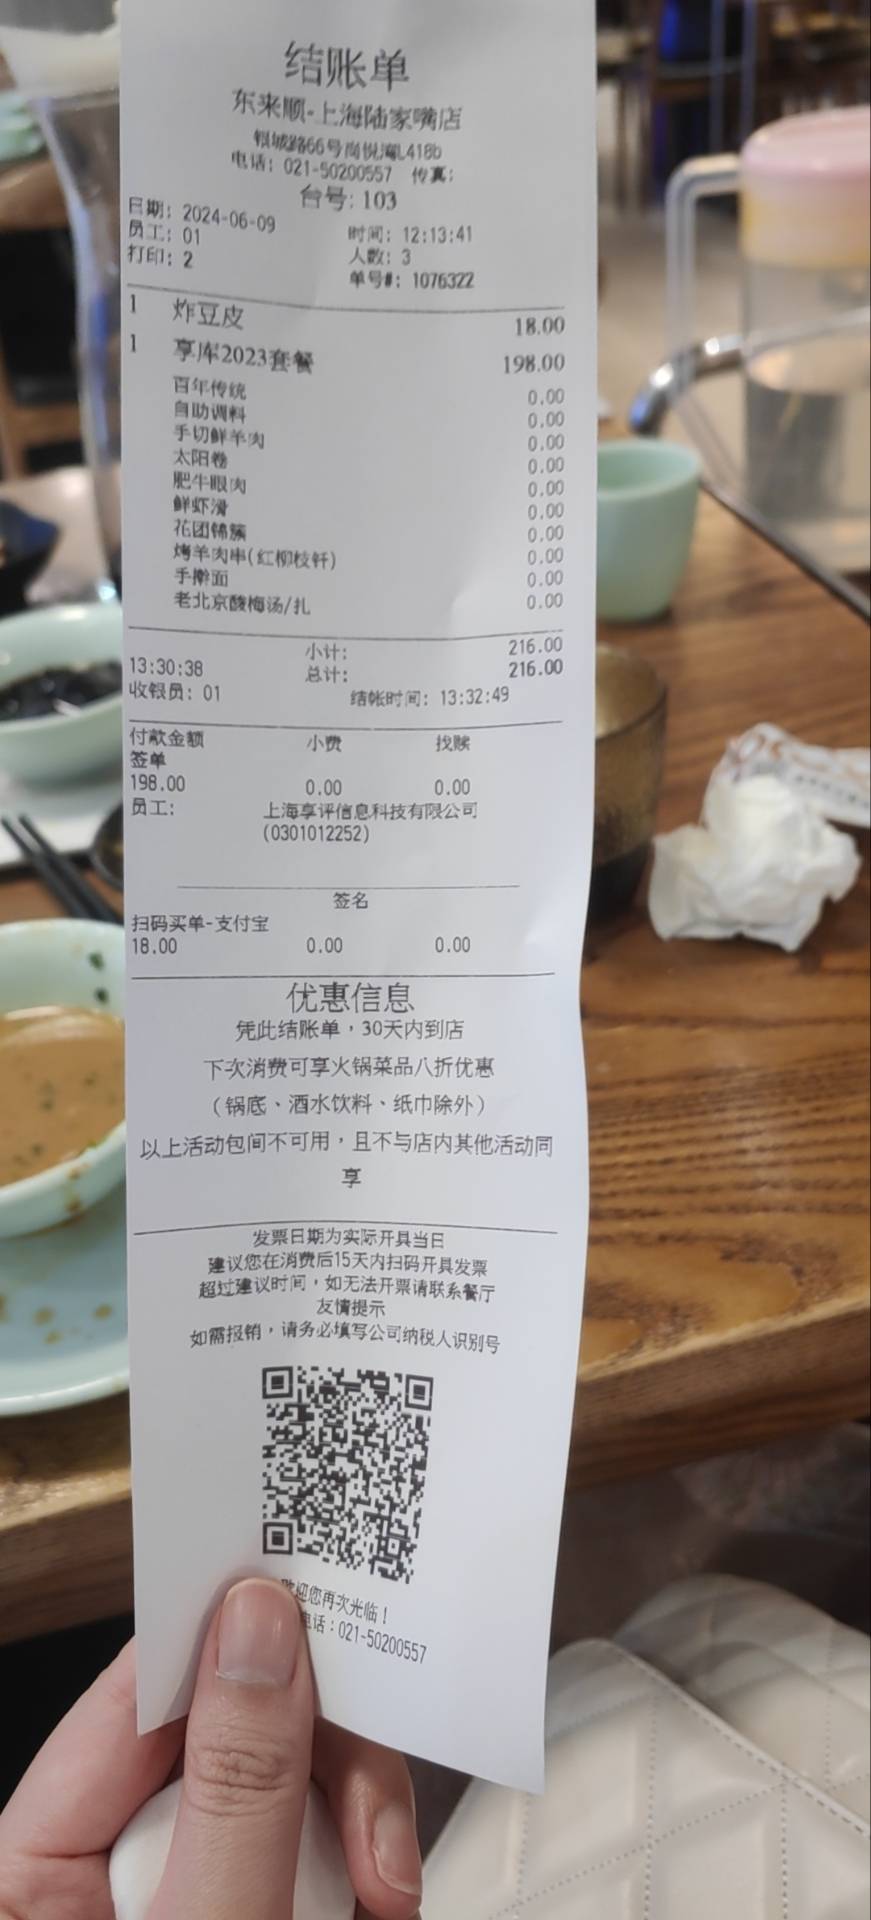 结账单
东来顺-上海陆家嘴店
银城路66号尚悦湾L418b
电话: 021-50200557 传真:
台号: 103
日期: 2024-06-09
员工: 01 时间: 12:13:41
打印: 2 人数: 3
单号#: 1076322
1 炸豆皮 18.00
1 享库2023套餐 198.00
百年传统 0.00
自助调料 0.00
手切鲜羊肉 0.00
太阳卷 0.00
肥牛眼肉 0.00
鲜虾滑 0.00
花团锦簇 0.00
烤羊肉串(红柳枝钎) 0.00
手擀面 0.00
老北京酸梅汤/扎 0.00
小计: 216.00
13:30:38 总计: 216.00
收银员: 01 结帐时间: 13:32:49
付款金额 小费 找赎
签单
198.00 0.00 0.00
员工: 上海享评信息科技有限公司
(0301012252)
签名
扫码买单-支付宝
18.00 0.00 0.00
优惠信息
凭此结账单，30天内到店
下次消费可享火锅菜品八折优惠
（锅底、酒水饮料、纸巾除外）
以上活动包间不可用，且不与店内其他活动同
享
发票日期为实际开具当日
建议您在消费后15天内扫码开具发票
超过建议时间，如无法开票请联系餐厅
友情提示
如需报销，请务必填写公司纳税人识别号
迎您再次光临！
电话：021-50200557